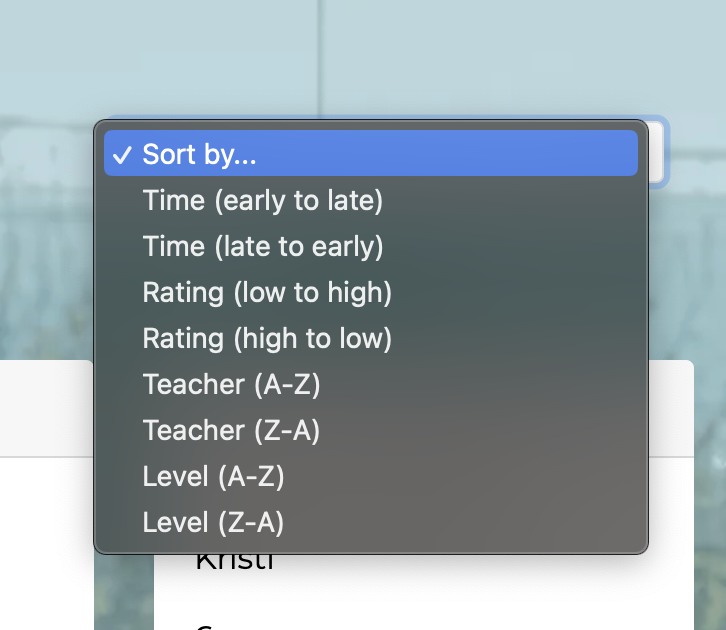 ✓ Sort by...
Time (early to late)
Time (late to early)
Rating (low to high)
Rating (high to low)
Teacher (A-Z)
Teacher (Z-A)
Level (A-Z)
Level (Z-A)
Kristi